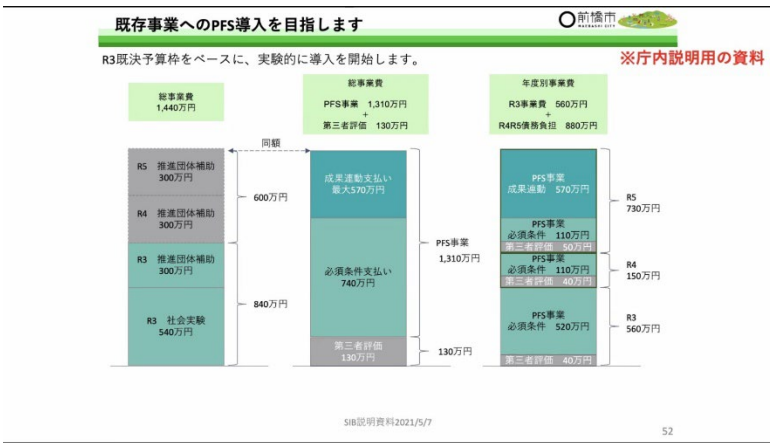 既存事業へのPFS導入を目指します
前橋市
MAEBASHI CITY
R3既決予算枠をベースに、実験的に導入を開始します。
※庁内説明用の資料
総事業費
1,440万円
総事業費
PFS事業 1,310万円
+
第三者評価 130万円
年度別事業費
R3事業費 560万円
+
R4R5債務負担 880万円
同額
R5 推進団体補助
300万円
R4 推進団体補助
300万円
R3 推進団体補助
300万円
R3 社会実験
540万円
600万円
840万円
成果連動支払い
最大570万円
必須条件支払い
740万円
第三者評価
130万円
PFS事業
1,310万円
130万円
PFS事業
成果連動 570万円
PFS事業
必須条件 110万円
第三者評価 50万円
PFS事業
必須条件 110万円
第三者評価 40万円
PFS事業
必須条件 520万円
第三者評価 40万円
R5
730万円
R4
150万円
R3
560万円
SIB説明資料2021/5/7
52